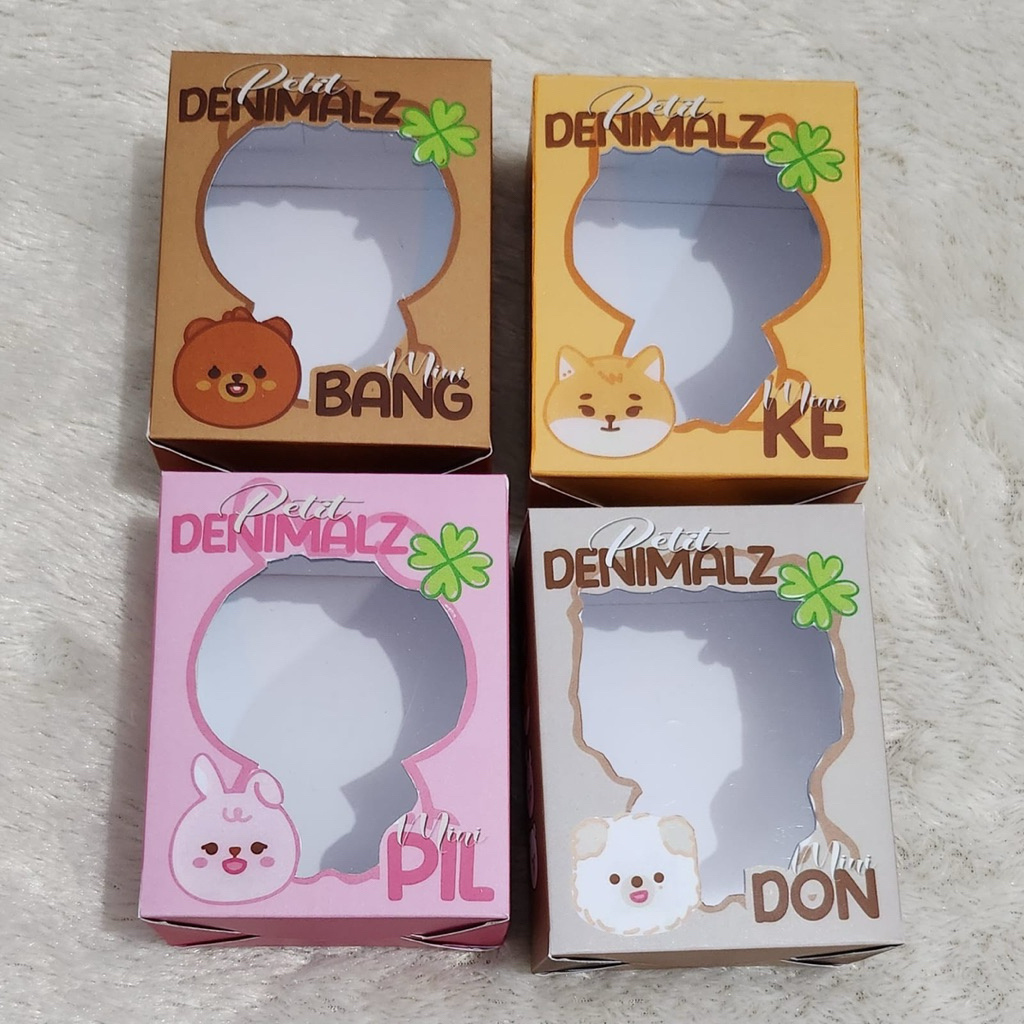 Petit
DENIMALZ
Mini
BANG
Petit
DENIMALZ
Mini
KE
Petit
DENIMALZ
Mini
PIL
Petit
DENIMALZ
Mini
DON